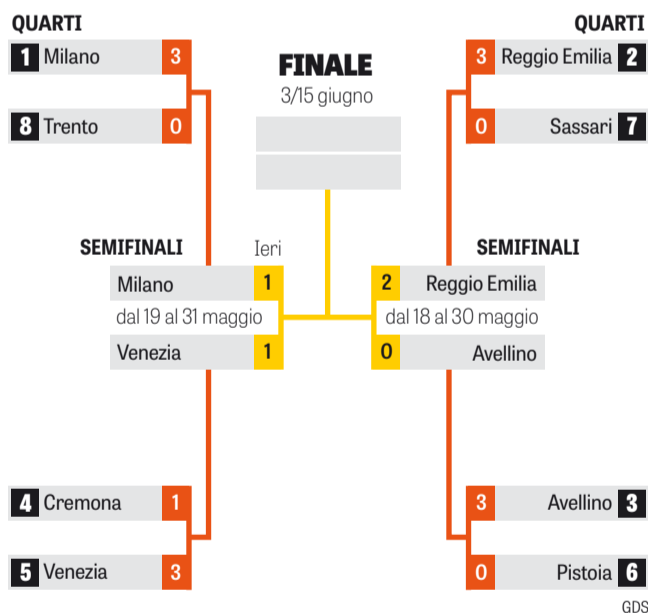 QUARTI
1 Milano 3
8 Trento 0
FINALE
3/15 giugno
QUARTI
3 Reggio Emilia 2
0 Sassari 7
SEMIFINALI Ieri
Milano 1
dal 19 al 31 maggio
Venezia 1
SEMIFINALI
2 Reggio Emilia
dal 18 al 30 maggio
0 Avellino
4 Cremona 1
5 Venezia 3
3 Avellino 3
0 Pistoia 6
GDS